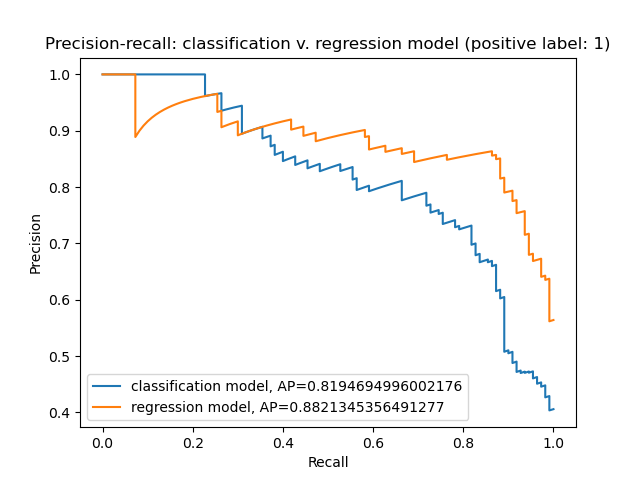 Precision-recall: classification v. regression model (positive label: 1)
1.0
0.9
0.8
0.7
0.6
0.5
0.4
Precision
classification model, AP=0.8194694996002176
regression model, AP=0.8821345356491277
0.0 0.2 0.4 0.6 0.8 1.0
Recall